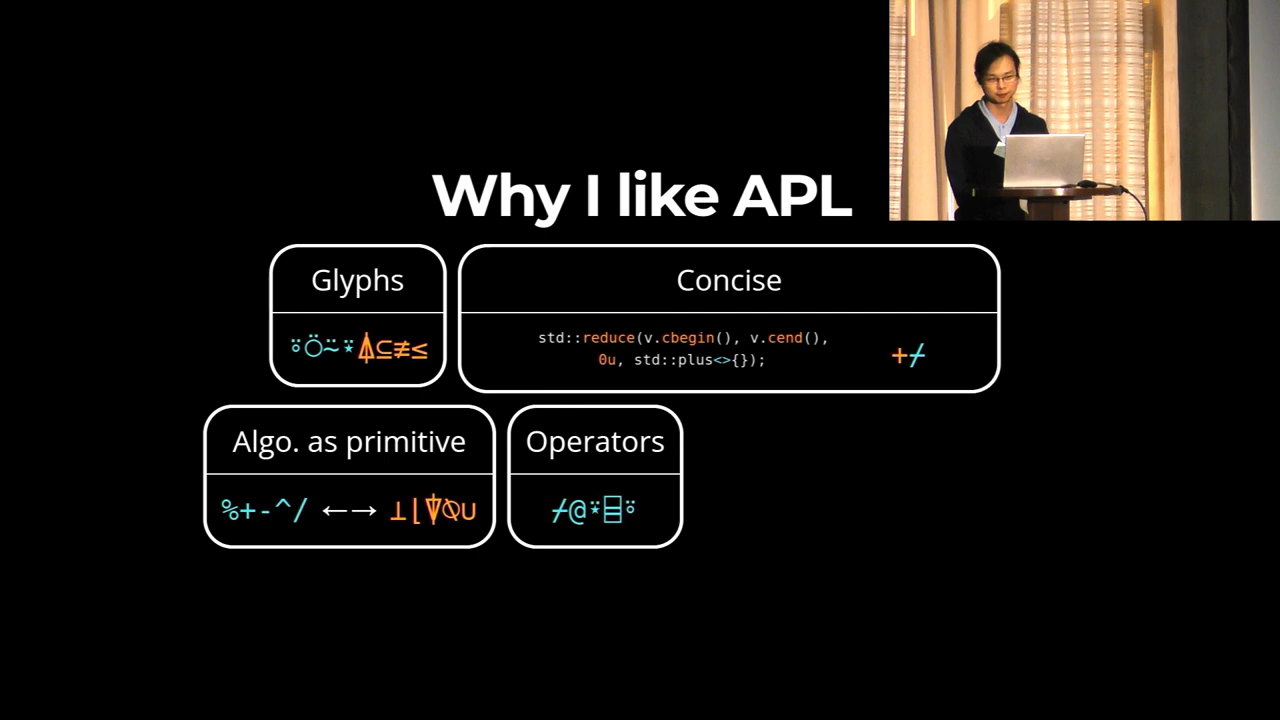 Why I like APL
Glyphs
⍤⍥⍨⍣⍋⊆≢≤
Concise
std::reduce(v.cbegin(), v.cend(),
0u, std::plus<>{});
+⌿
Algo. as primitive
%+-^/ ←→ ⊥⌊⍒⍉∪
Operators
⌿@⍣⌸⍤